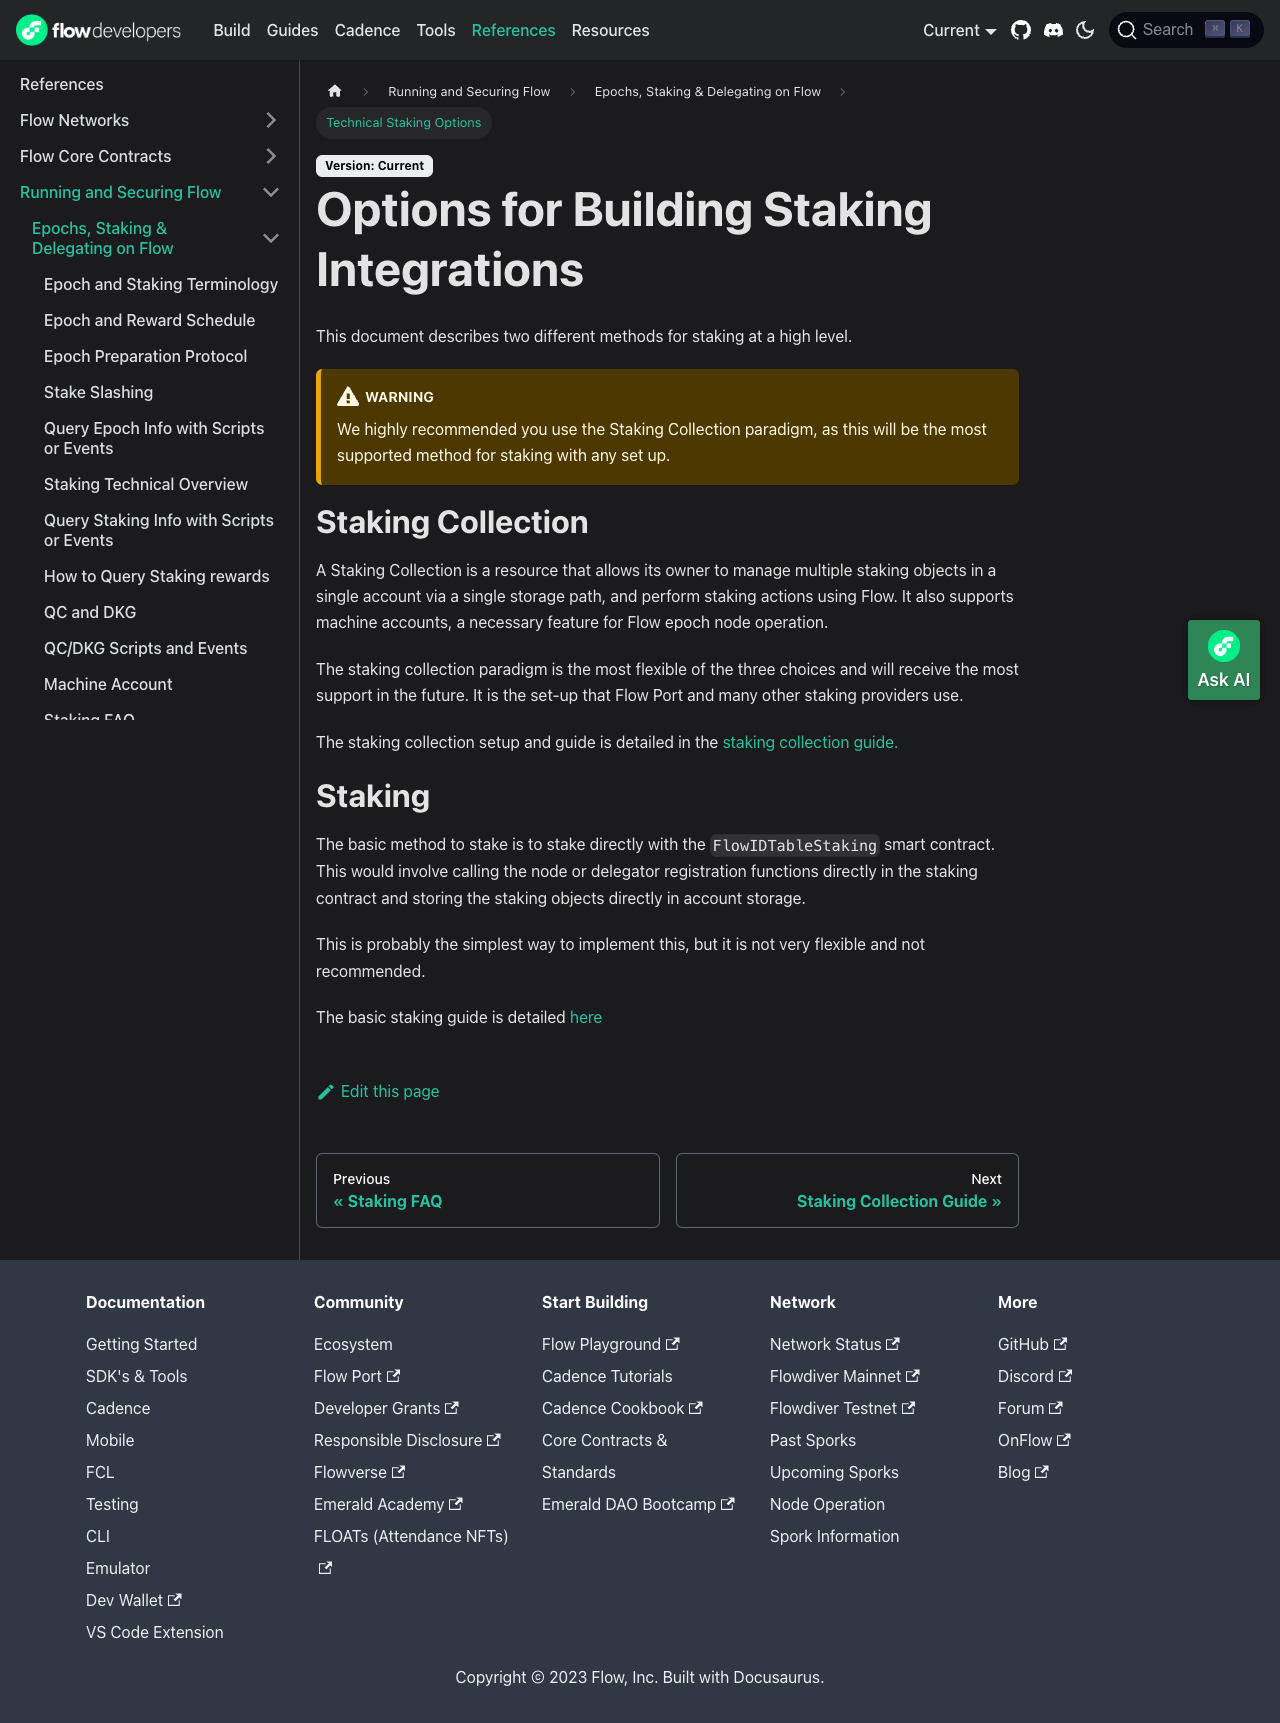 flowdevelopers
Build
Guides
Cadence
Tools
References
Resources
Current
Search
⌘
K
References
Flow Networks
Flow Core Contracts
Running and Securing Flow
Epochs, Staking &
Delegating on Flow
Epoch and Staking Terminology
Epoch and Reward Schedule
Epoch Preparation Protocol
Stake Slashing
Query Epoch Info with Scripts
or Events
Staking Technical Overview
Query Staking Info with Scripts
or Events
How to Query Staking rewards
QC and DKG
QC/DKG Scripts and Events
Machine Account
Staking FAQ
Running and Securing Flow
Epochs, Staking & Delegating on Flow
Technical Staking Options
Version: Current
Options for Building Staking
Integrations
This document describes two different methods for staking at a high level.
WARNING
We highly recommended you use the Staking Collection paradigm, as this will be the most
supported method for staking with any set up.
Staking Collection
A Staking Collection is a resource that allows its owner to manage multiple staking objects in a
single account via a single storage path, and perform staking actions using Flow. It also supports
machine accounts, a necessary feature for Flow epoch node operation.
The staking collection paradigm is the most flexible of the three choices and will receive the most
support in the future. It is the set-up that Flow Port and many other staking providers use.
The staking collection setup and guide is detailed in the staking collection guide.
Staking
The basic method to stake is to stake directly with the FlowIDTableStaking smart contract.
This would involve calling the node or delegator registration functions directly in the staking
contract and storing the staking objects directly in account storage.
This is probably the simplest way to implement this, but it is not very flexible and not
recommended.
The basic staking guide is detailed here
Edit this page
Previous
« Staking FAQ
Next
Staking Collection Guide »
Ask AI
Documentation
Getting Started
SDK's & Tools
Cadence
Mobile
FCL
Testing
CLI
Emulator
Dev Wallet
VS Code Extension
Community
Ecosystem
Flow Port
Developer Grants
Responsible Disclosure
Flowverse
Emerald Academy
FLOATs (Attendance NFTs)
Start Building
Flow Playground
Cadence Tutorials
Cadence Cookbook
Core Contracts &
Standards
Emerald DAO Bootcamp
Network
Network Status
Flowdiver Mainnet
Flowdiver Testnet
Past Sporks
Upcoming Sporks
Node Operation
Spork Information
More
GitHub
Discord
Forum
OnFlow
Blog
Copyright © 2023 Flow, Inc. Built with Docusaurus.